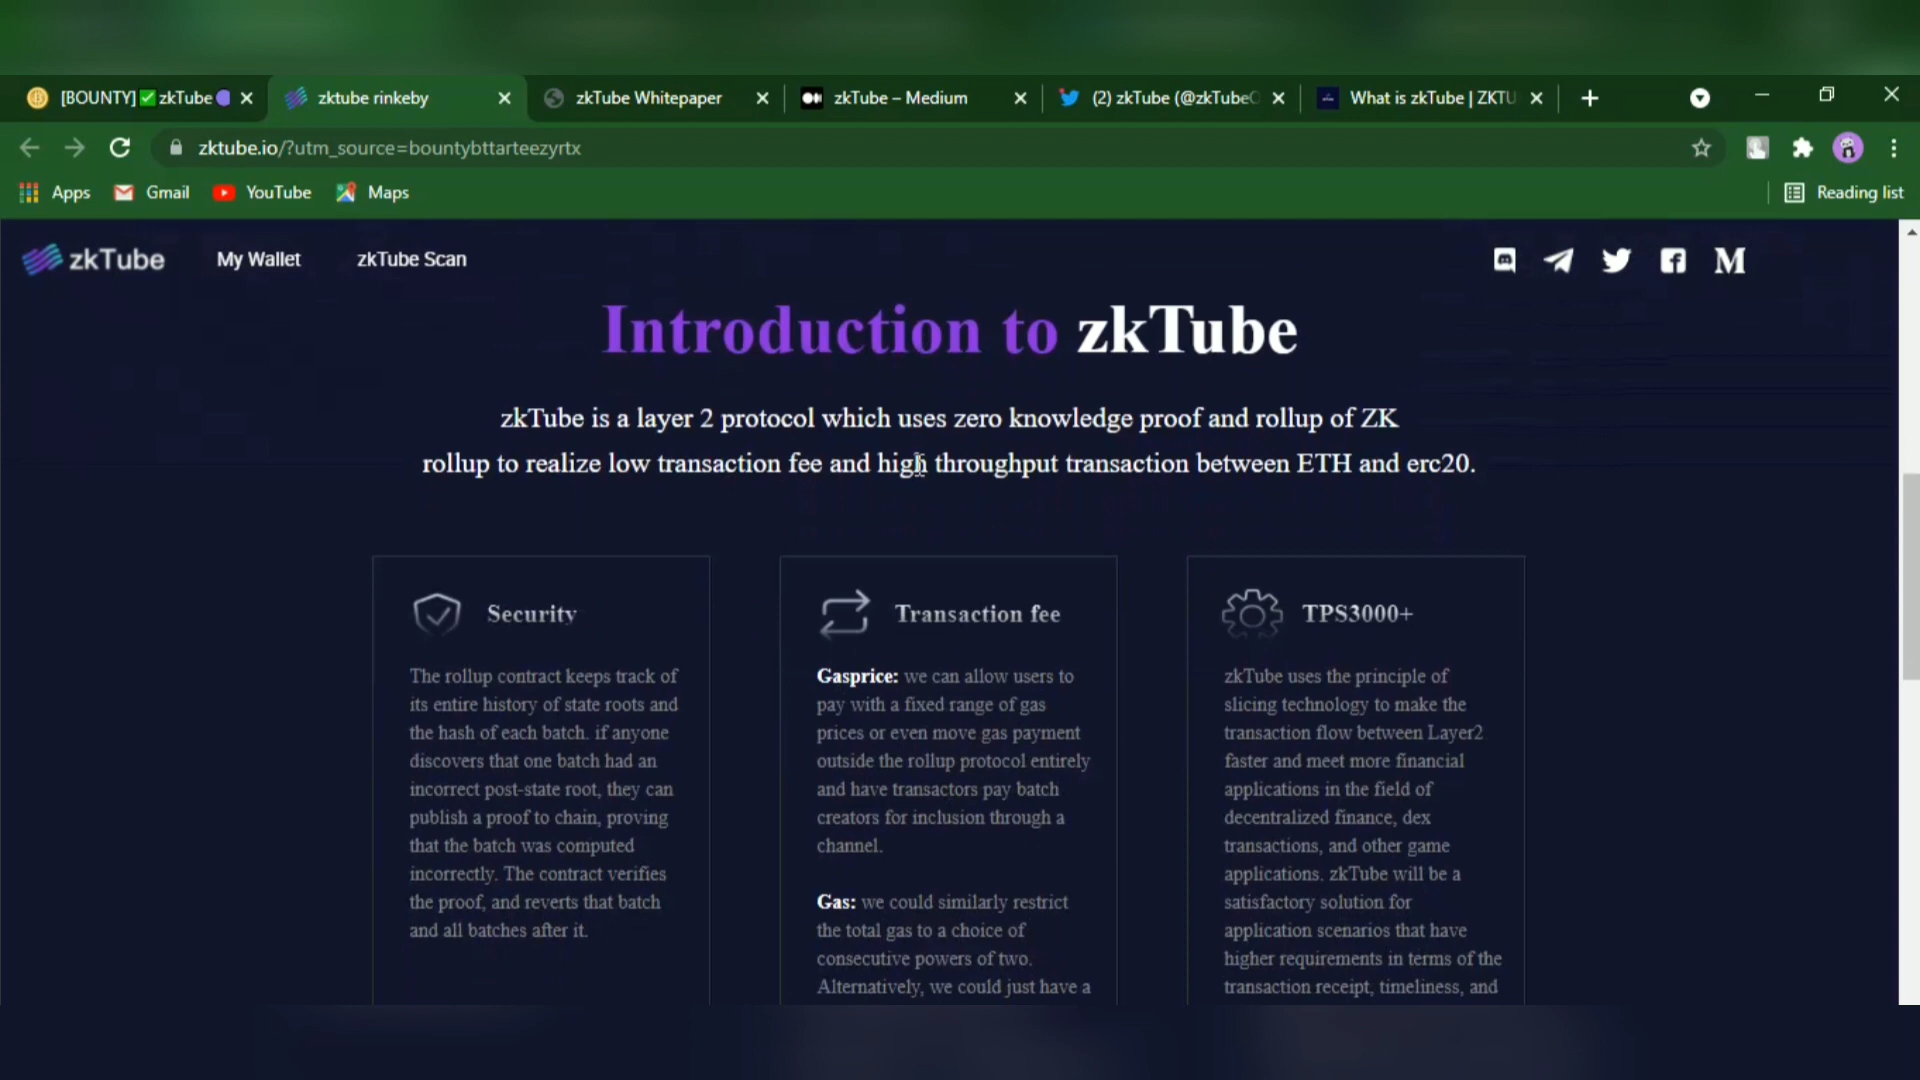 [BOUNTY] ✅ zkTube
zktube rinkeby
zkTube Whitepaper
zkTube – Medium
(2) zkTube (@zkTubeO
What is zkTube | ZKTU
zktube.io/?utm_source=bountybttarteezyrtx
Apps
Gmail
YouTube
Maps
Reading list
zkTube
My Wallet
zkTube Scan
Introduction to zkTube
zkTube is a layer 2 protocol which uses zero knowledge proof and rollup of ZK
rollup to realize low transaction fee and high throughput transaction between ETH and erc20.
Security
The rollup contract keeps track of
its entire history of state roots and
the hash of each batch. if anyone
discovers that one batch had an
incorrect post-state root, they can
publish a proof to chain, proving
that the batch was computed
incorrectly. The contract verifies
the proof, and reverts that batch
and all batches after it.
Transaction fee
Gasprice: we can allow users to
pay with a fixed range of gas
prices or even move gas payment
outside the rollup protocol entirely
and have transactors pay batch
creators for inclusion through a
channel.
Gas: we could similarly restrict
the total gas to a choice of
consecutive powers of two.
Alternatively, we could just have a
TPS3000+
zkTube uses the principle of
slicing technology to make the
transaction flow between Layer2
faster and meet more financial
applications in the field of
decentralized finance, dex
transactions, and other game
applications. zkTube will be a
satisfactory solution for
application scenarios that have
higher requirements in terms of the
transaction receipt, timeliness, and